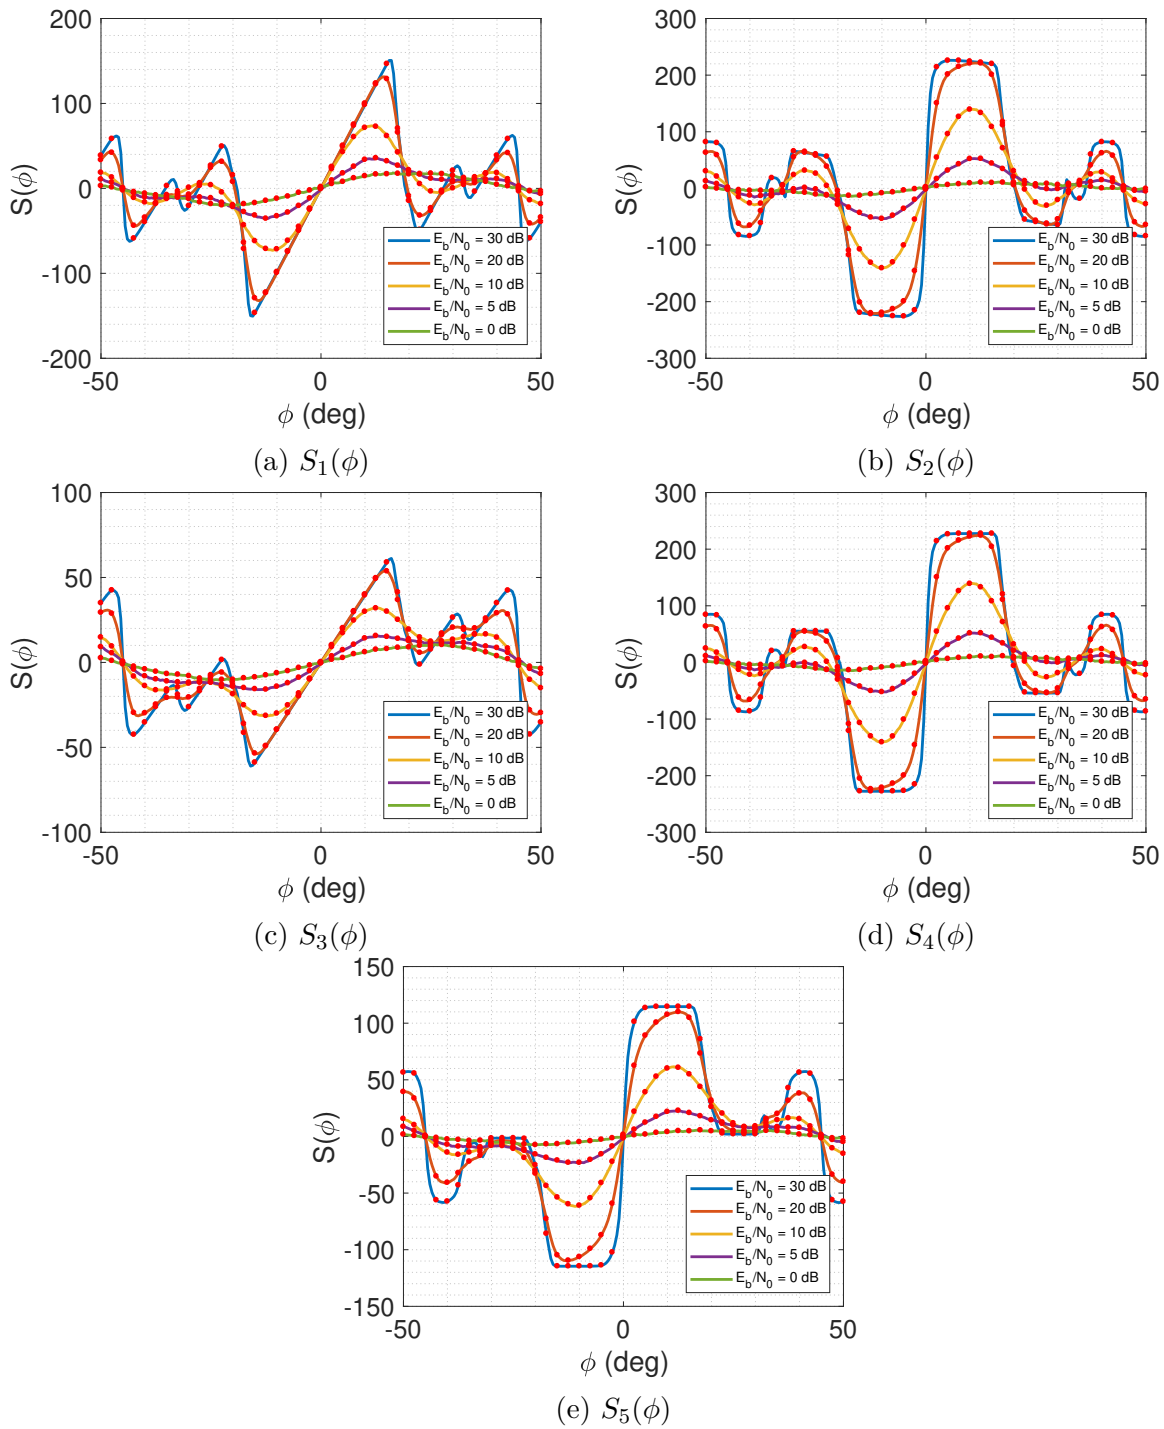 200
100
0
-100
-200
S(ϕ)
-50
0
50
ϕ (deg)
E_b/N_0 = 30 dB
E_b/N_0 = 20 dB
E_b/N_0 = 10 dB
E_b/N_0 = 5 dB
E_b/N_0 = 0 dB
(a) S_1(ϕ)
300
200
100
0
-100
-200
-300
S(ϕ)
-50
0
50
ϕ (deg)
E_b/N_0 = 30 dB
E_b/N_0 = 20 dB
E_b/N_0 = 10 dB
E_b/N_0 = 5 dB
E_b/N_0 = 0 dB
(b) S_2(ϕ)
100
50
0
-50
-100
S(ϕ)
-50
0
50
ϕ (deg)
E_b/N_0 = 30 dB
E_b/N_0 = 20 dB
E_b/N_0 = 10 dB
E_b/N_0 = 5 dB
E_b/N_0 = 0 dB
(c) S_3(ϕ)
300
200
100
0
-100
-200
-300
S(ϕ)
-50
0
50
ϕ (deg)
E_b/N_0 = 30 dB
E_b/N_0 = 20 dB
E_b/N_0 = 10 dB
E_b/N_0 = 5 dB
E_b/N_0 = 0 dB
(d) S_4(ϕ)
150
100
50
0
-50
-100
-150
S(ϕ)
-50
0
50
ϕ (deg)
E_b/N_0 = 30 dB
E_b/N_0 = 20 dB
E_b/N_0 = 10 dB
E_b/N_0 = 5 dB
E_b/N_0 = 0 dB
(e) S_5(ϕ)